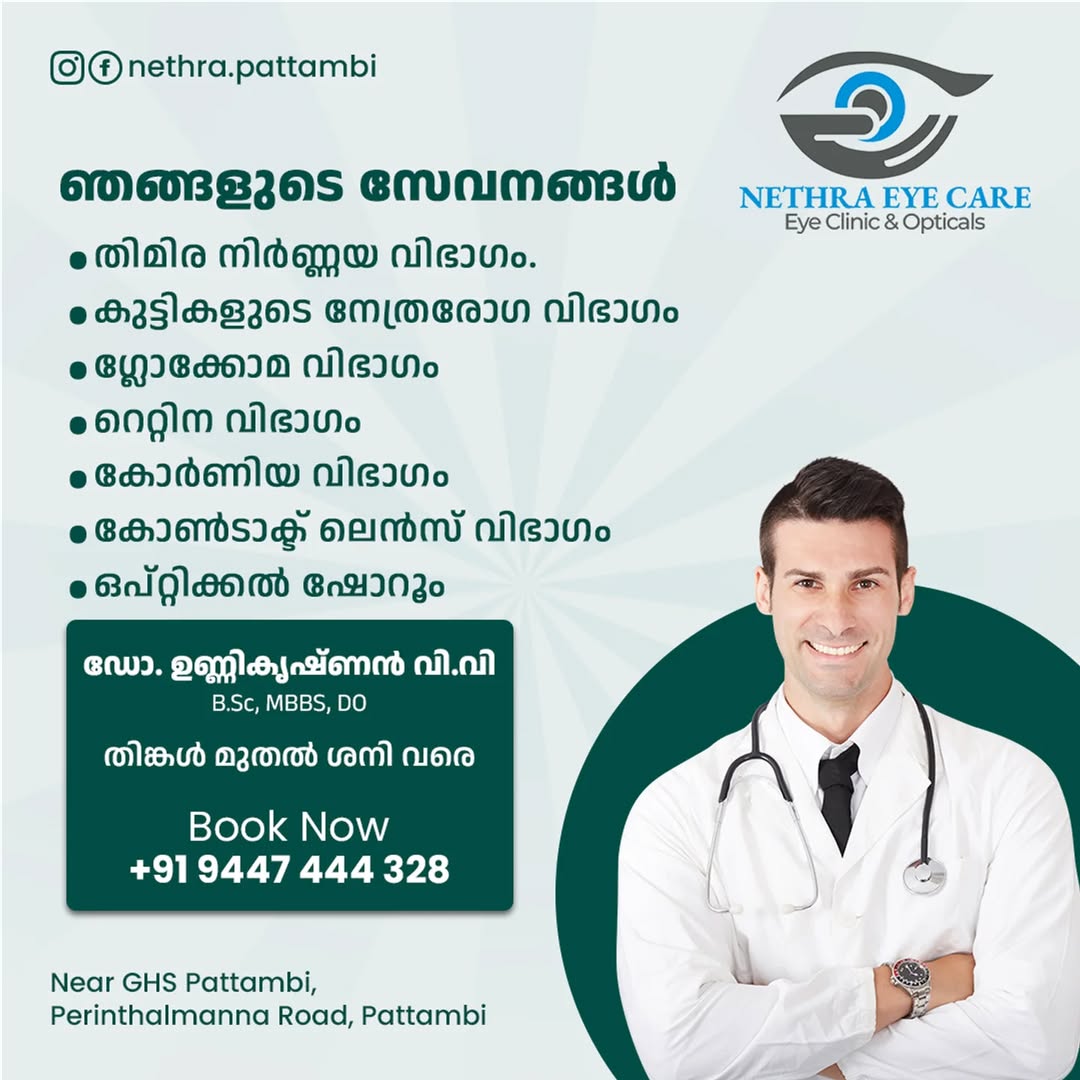 nethra.pattambi
NETHRA EYE CARE
Eye Clinic & Opticals
ഞങ്ങളുടെ സേവനങ്ങൾ
• തിമിര നിർണ്ണയ വിഭാഗം.
• കുട്ടികളുടെ നേത്രരോഗ വിഭാഗം
• ഗ്ലോക്കോമ വിഭാഗം
• റെറ്റിന വിഭാഗം
• കോർണിയ വിഭാഗം
• കോൺടാക്ട് ലെൻസ് വിഭാഗം
• ഒപ്റ്റിക്കൽ ഷോറൂം
ഡോ. ഉണ്ണികൃഷ്ണൻ വി.വി
B.Sc, MBBS, DO
തിങ്കൾ മുതൽ ശനി വരെ
Book Now
+91 9447 444 328
Near GHS Pattambi,
Perinthalmanna Road, Pattambi